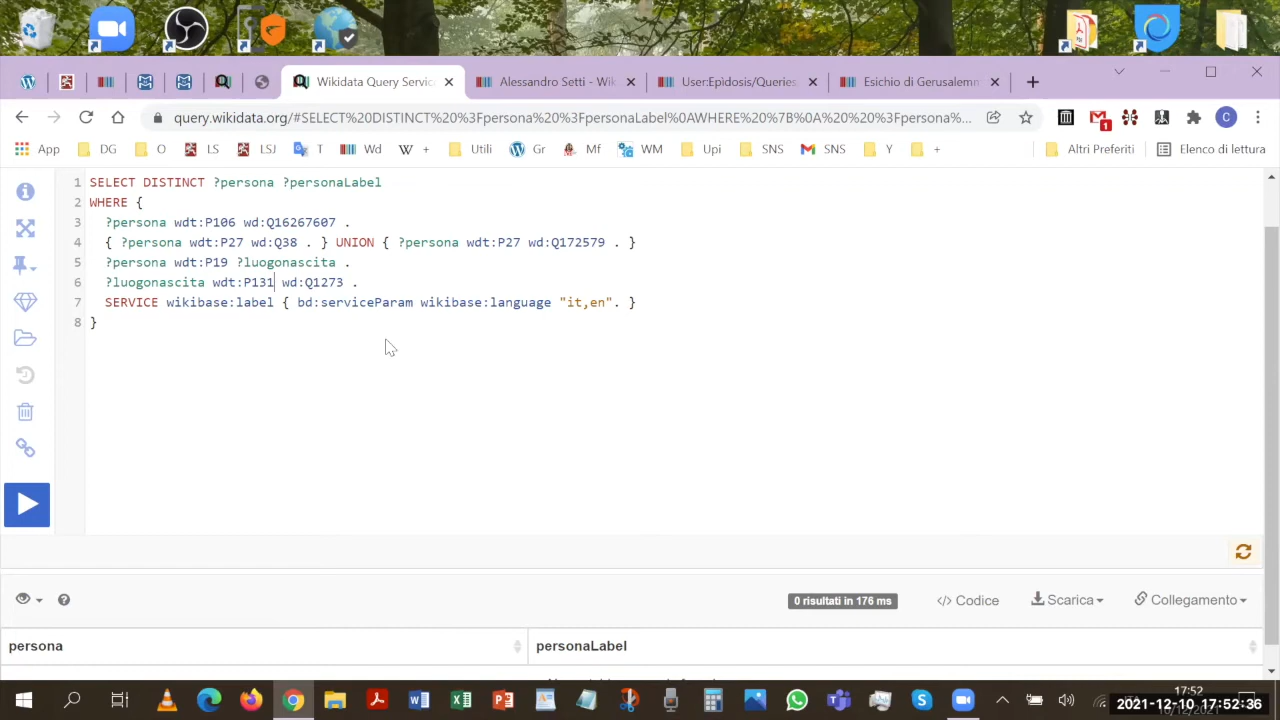 Wikidata Query Servic
Alessandro Setti - Wik
User:Epìdosis/Queries
Esichio di Gerusalemm
query.wikidata.org/#SELECT%20DISTINCT%20%3Fpersona%20%3FpersonaLabel%0AWHERE%20%7B%0A%20%20%3Fpersona%20wdt%3AP...
App
DG
O
LS
LSJ
T
Wd
+
Utili
Gr
Mf
WM
Upi
SNS
SNS
Y
+
Altri Preferiti
Elenco di lettura
1 SELECT DISTINCT ?persona ?personaLabel
2 WHERE {
3 ?persona wdt:P106 wd:Q16267607 .
4 { ?persona wdt:P27 wd:Q38 . } UNION { ?persona wdt:P27 wd:Q172579 . }
5 ?persona wdt:P19 ?luogonascita .
6 ?luogonascita wdt:P131 wd:Q1273 .
7 SERVICE wikibase:label { bd:serviceParam wikibase:language "it,en". }
8 }
0 risultati in 176 ms
</> Codice
Scarica
Collegamento
persona
personaLabel
17:52
2021-12-10 17:52:36